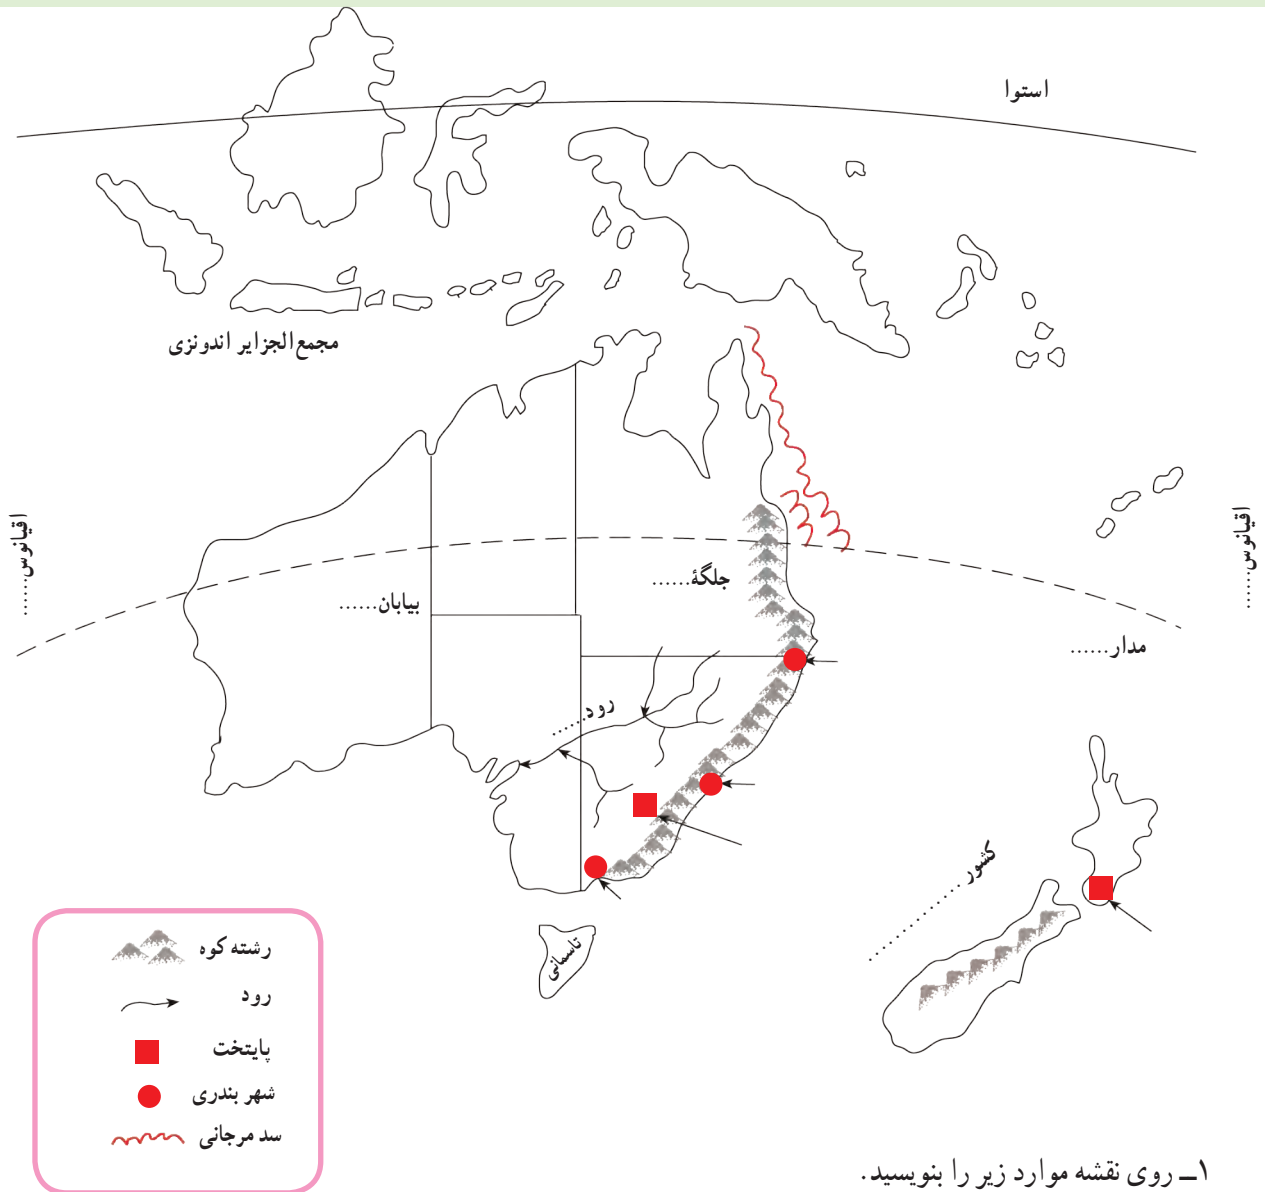 استوا
مجمع‌الجزایر اندونزی
اقیانوس......
اقیانوس......
جلگهٔ......
بیابان......
مدار......
رود......
کشور ..........
تاسمانی
رشته کوه
رود
پایتخت
شهر بندری
سد مرجانی
۱ــ روی نقشه موارد زیر را بنویسید.